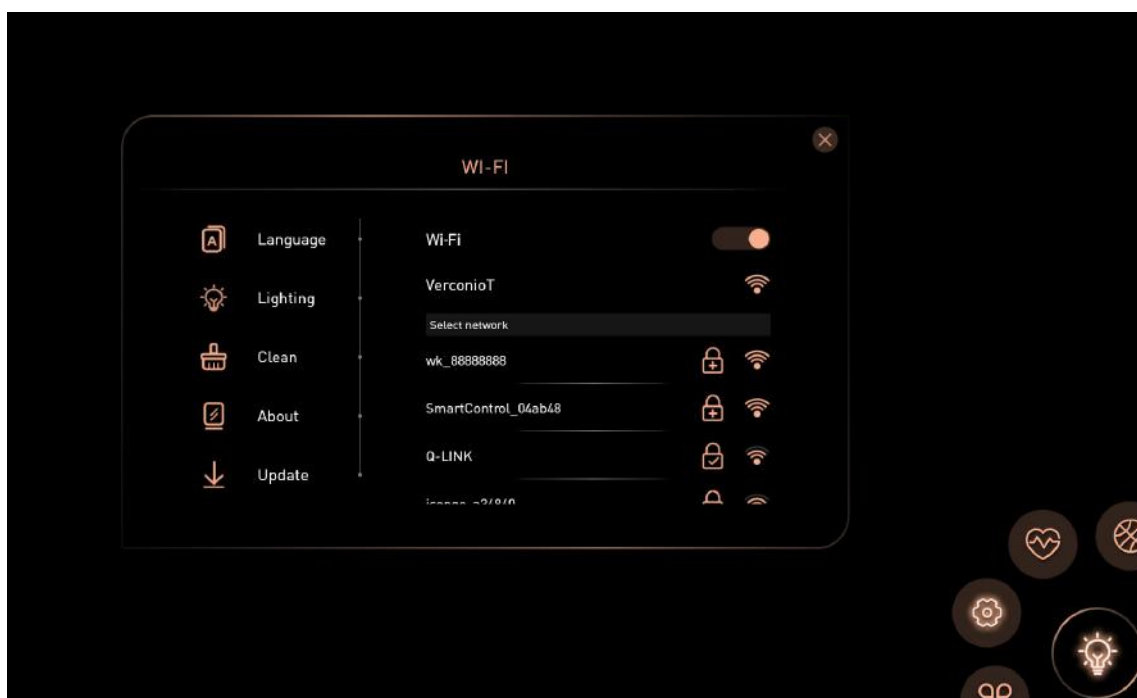 WI-FI
Language
Lighting
Clean
About
Update
Wi-Fi
VerconioT
Select network
wk_88888888
SmartControl_04ab48
Q-LINK